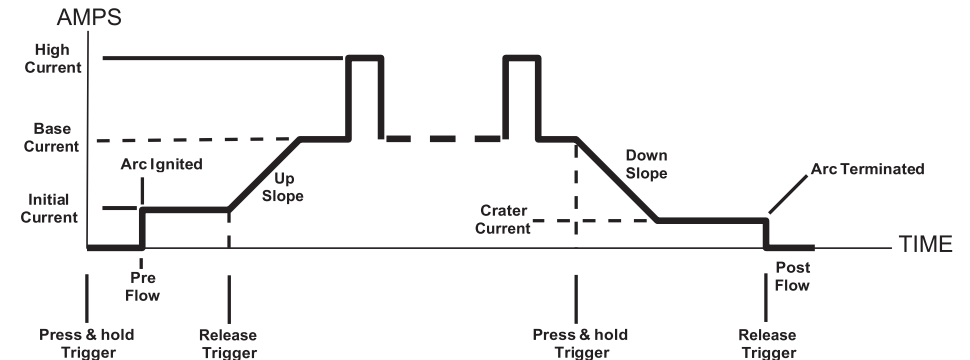 AMPS
High
Current
Base
Current
Arc Ignited
Up
Slope
Initial
Current
Down
Slope
Arc Terminated
Crater
Current
TIME
Pre
Flow
Post
Flow
Press & hold
Trigger
Release
Trigger
Press & hold
Trigger
Release
Trigger